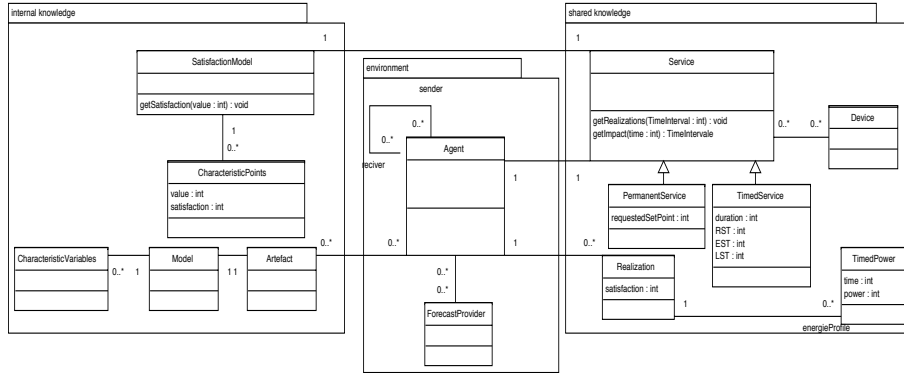 internal knowledge
shared knowledge
environment
1
1
SatisfactionModel
getSatisfaction(value : int) : void
1
0..*
CharacteristicPoints
value : int
satisfaction : int
sender
0..*
0..*
reciver
Agent
Service
getRealizations(TimeInterval : int) : void
getImpact(time : int) : TimeIntervale
0..*
0..*
Device
1
1
PermanentService
requestedSetPoint : int
TimedService
duration : int
RST : int
EST : int
LST : int
CharacteristicVariables
0..*
1
Model
1 1
Artefact
0..*
0..*
1
0..*
Realization
satisfaction : int
TimedPower
time : int
power : int
1
0..*
energieProfile
0..*
0..*
ForecastProvider